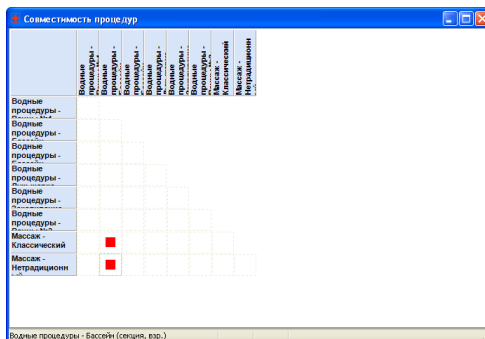 Совместимость процедур
Водные
процедуры -
Водные
процедуры -
Водные
процедуры -
Водные
процедуры -
Водные
процедуры -
Водные
процедуры -
Массаж -
Классический
Массаж -
Нетрадиционн
Водные
процедуры -
Водные
процедуры -
Водные
процедуры -
Водные
процедуры -
Водные
процедуры -
Водные
процедуры -
Массаж -
Классический
Массаж -
Нетрадиционн
Водные процедуры - Бассейн (секция, взр.)